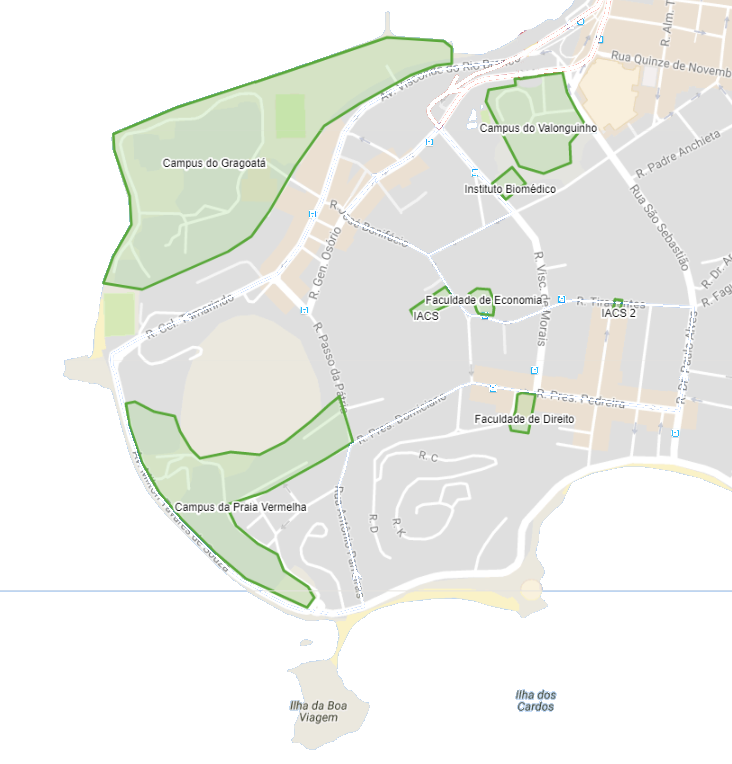 R. Alm. T
Rua Quinze de Novemb
Av. Visconde do Rio Branco
Campus do Valonguinho
R. Padre Anchieta
Campus do Gragoatá
Instituto Biomédico
Rua São Sebastião
R. José Bonifácio
R. Gen. Osório
R. Visc. de Morais
R. Dr. Ar
R. Fagu
Faculdade de Economia
R. Tiradentes
IACS
IACS 2
R. Cel. Tamarindo
R. Passo da Pátria
R. Dr. Paulo Alves
R. Pres. Pedreira
R. Pres. Domiciano
Faculdade de Direito
R. C
Campus da Praia Vermelha
R. D
R. K
Av. Milton Tavares de Souza
Rua Antônio Parreiras
Ilha da Boa
Viagem
Ilha dos
Cardos